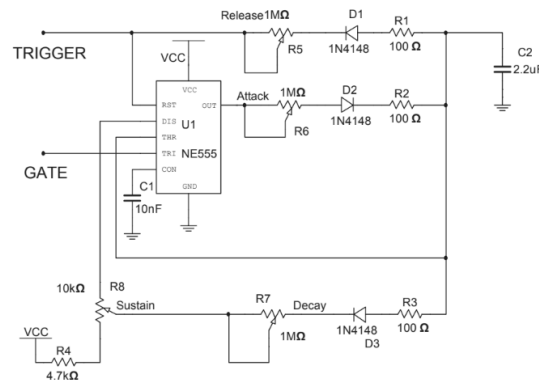 Release 1MΩ
D1
R1
TRIGGER
VCC
R5
1N4148
100 Ω
C2
2.2uF
VCC
1MΩ
D2
R2
Attack
RST
OUT
DIS
U1
R6
1N4148
100 Ω
THR
TRI
NE555
GATE
CON
C1
GND
10nF
R8
10kΩ
Sustain
R7
Decay
R3
VCC
1MΩ
1N4148
100 Ω
R4
D3
4.7kΩ